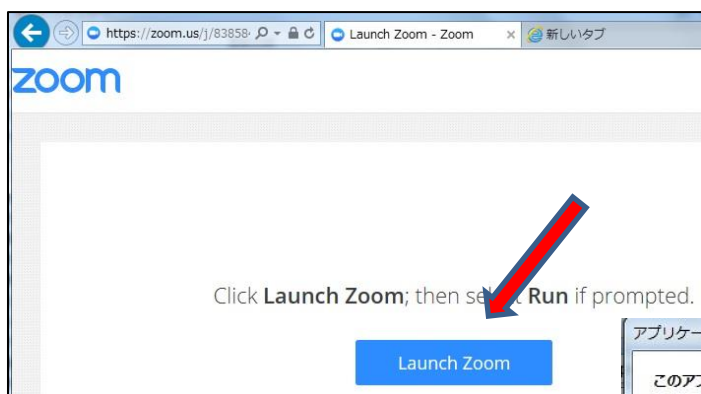 https://zoom.us/j/83858 Launch Zoom - Zoom 新しいタブ
zoom
Click Launch Zoom; then select Run if prompted.
アプリケー
Launch Zoom
このアプ